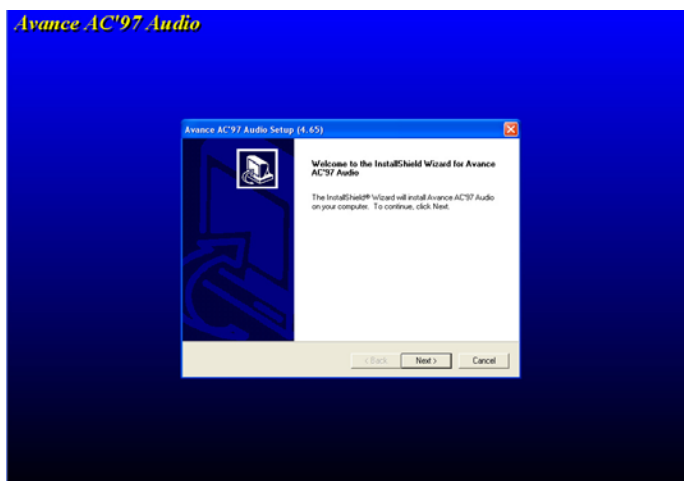 Avance AC'97 Audio
Avance AC'97 Audio Setup (4.65)
Welcome to the InstallShield Wizard for Avance
AC'97 Audio
The InstallShield® Wizard will install Avance AC'97 Audio
on your computer. To continue, click Next.
< Back
Next >
Cancel